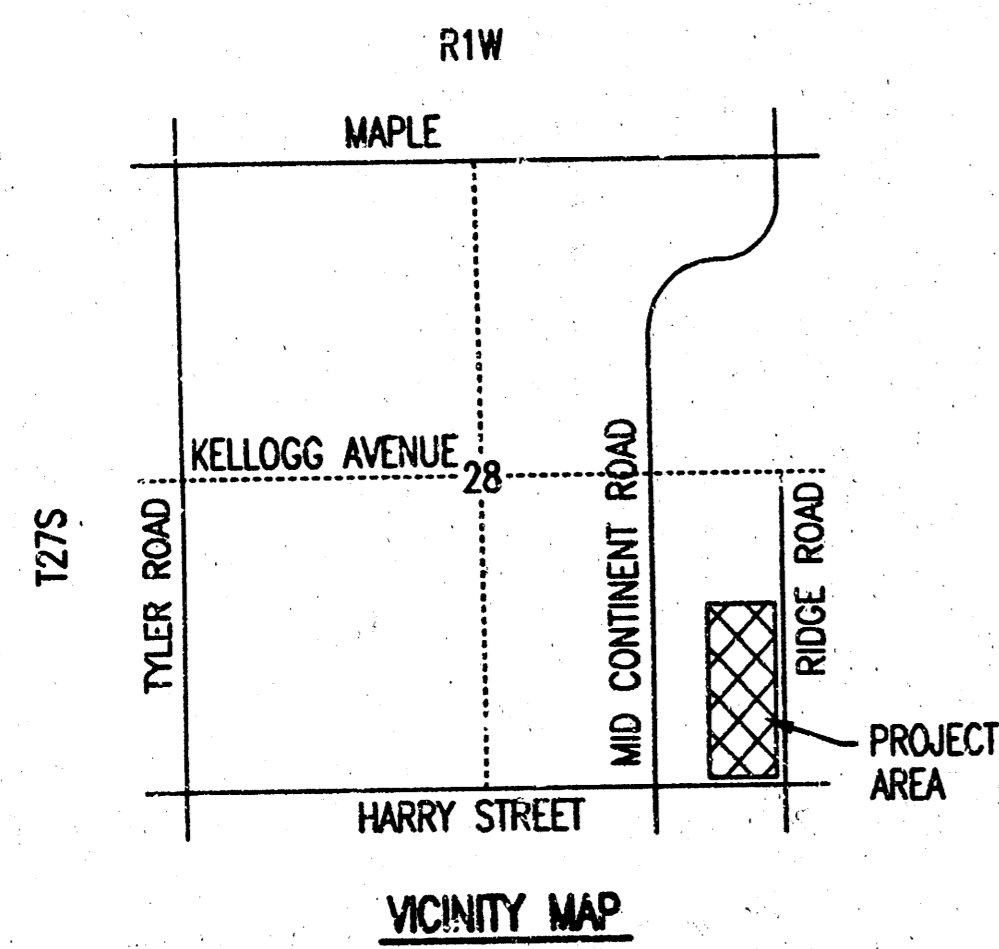 R1W
MAPLE
KELLOGG AVENUE
28
T27S
TYLER ROAD
MID CONTINENT ROAD
RIDGE ROAD
PROJECT
AREA
HARRY STREET
VICINITY MAP